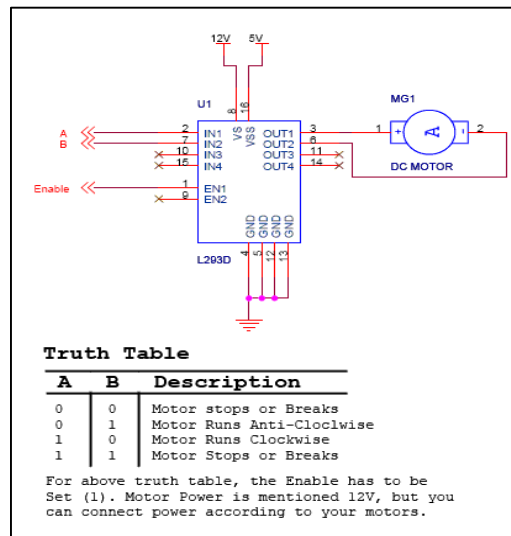 12V 5V
U1
8 16
VS VSS
A 2 IN1 OUT1 3
B 7 IN2 OUT2 6
10 IN3 OUT3 11
15 IN4 OUT4 14
Enable 1 EN1
9 EN2
GND GND GND GND
4 5 12 13
L293D
MG1
1 + A - 2
DC MOTOR
Truth Table
A B Description
0 0 Motor stops or Breaks
0 1 Motor Runs Anti-Cloclwise
1 0 Motor Runs Clockwise
1 1 Motor Stops or Breaks
For above truth table, the Enable has to be
Set (1). Motor Power is mentioned 12V, but you
can connect power according to your motors.